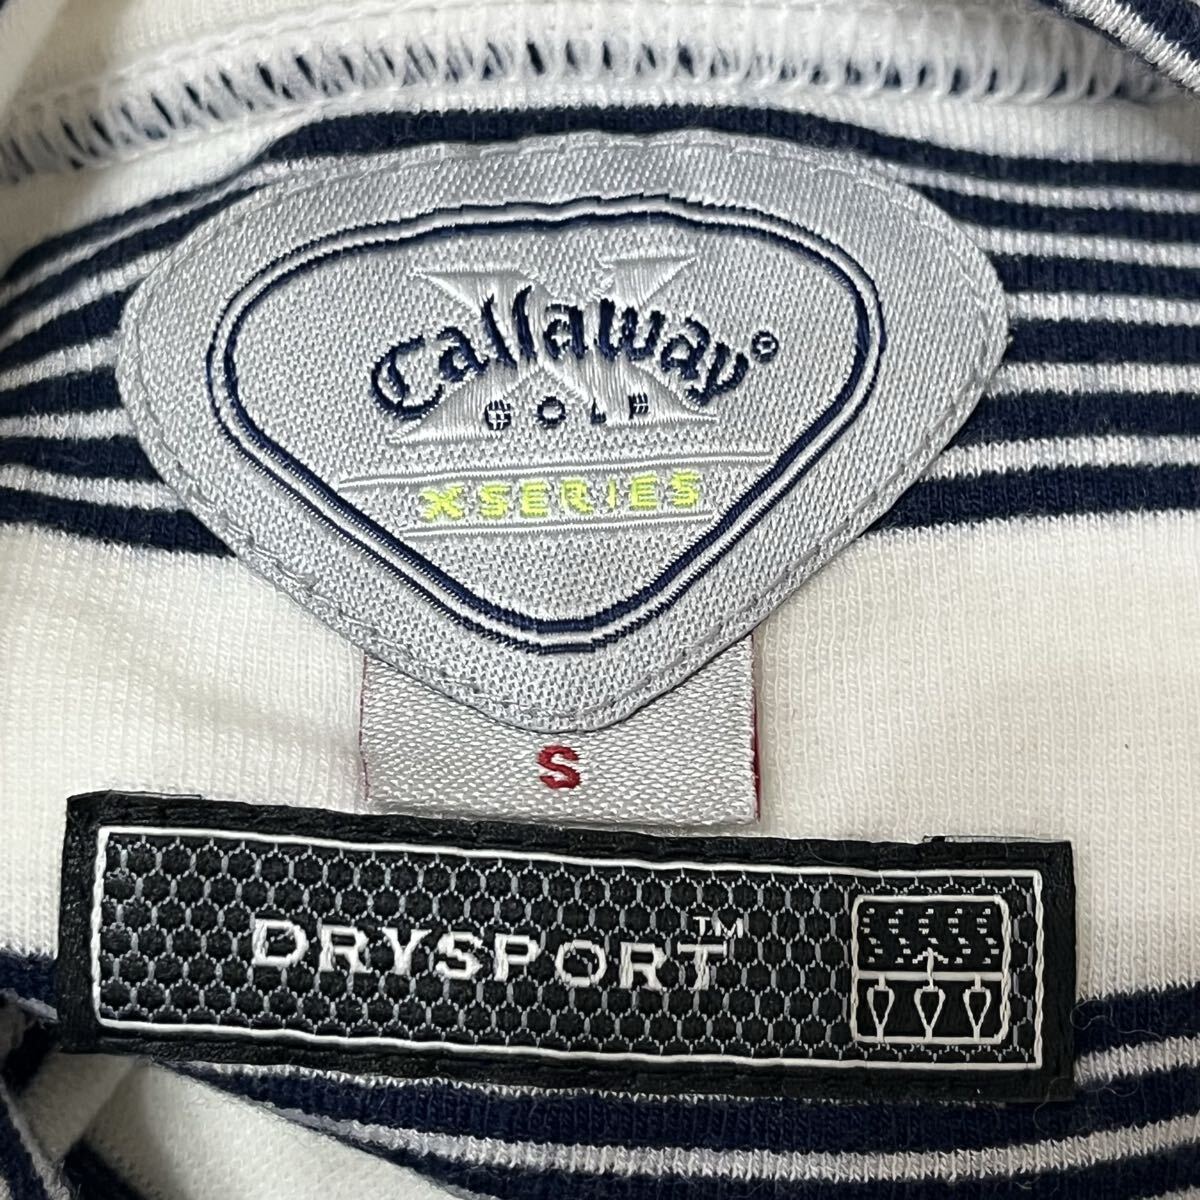 X
Callaway®
GOLF
X SERIES
S
DRYSPORT™